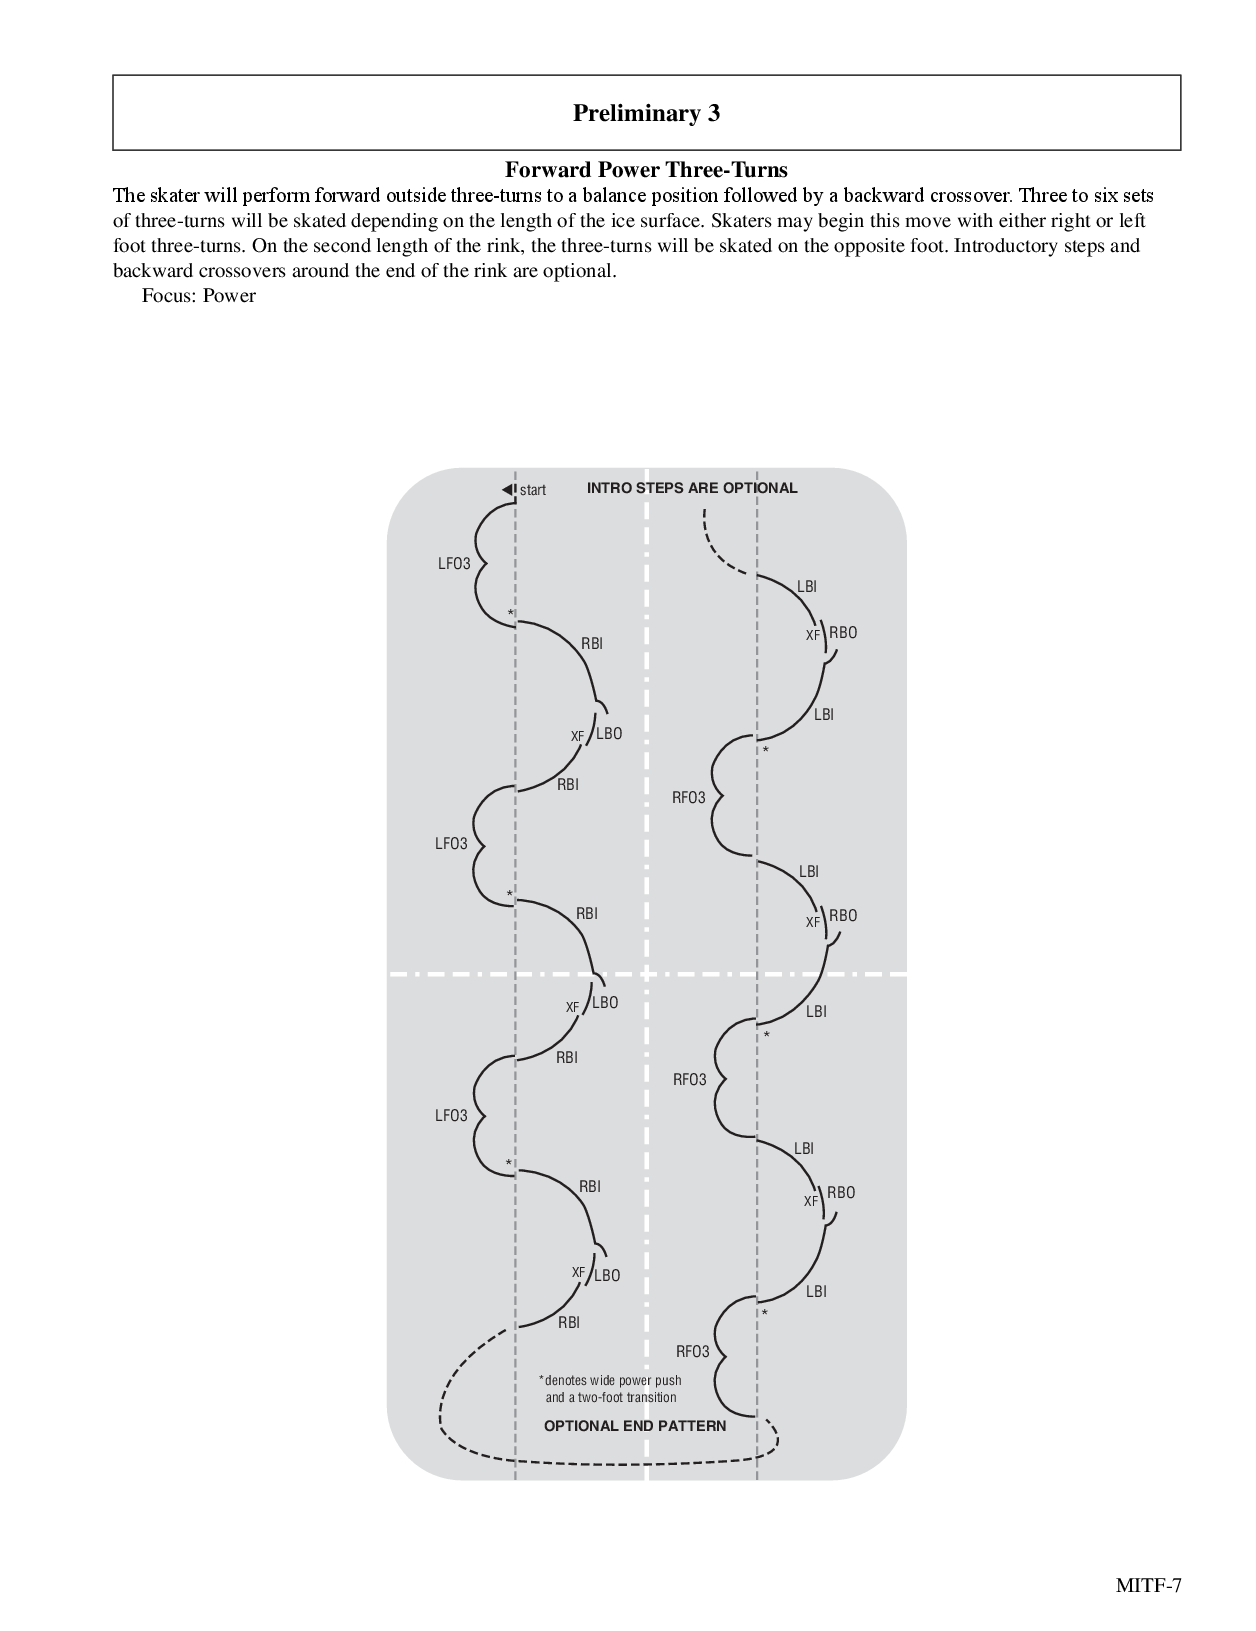 Preliminary 3
Forward Power Three-Turns
The skater will perform forward outside three-turns to a balance position followed by a backward crossover. Three to six sets
of three-turns will be skated depending on the length of the ice surface. Skaters may begin this move with either right or left
foot three-turns. On the second length of the rink, the three-turns will be skated on the opposite foot. Introductory steps and
backward crossovers around the end of the rink are optional.
Focus: Power
start
INTRO STEPS ARE OPTIONAL
LFO3
*
RBI
XF
LBO
RBI
LFO3
*
RBI
XF
LBO
RBI
LFO3
*
RBI
XF
LBO
RBI
LBI
XF
RBO
LBI
*
RFO3
LBI
XF
RBO
LBI
*
RFO3
LBI
XF
RBO
LBI
*
RFO3
*denotes wide power push
and a two-foot transition
OPTIONAL END PATTERN
MITF-7